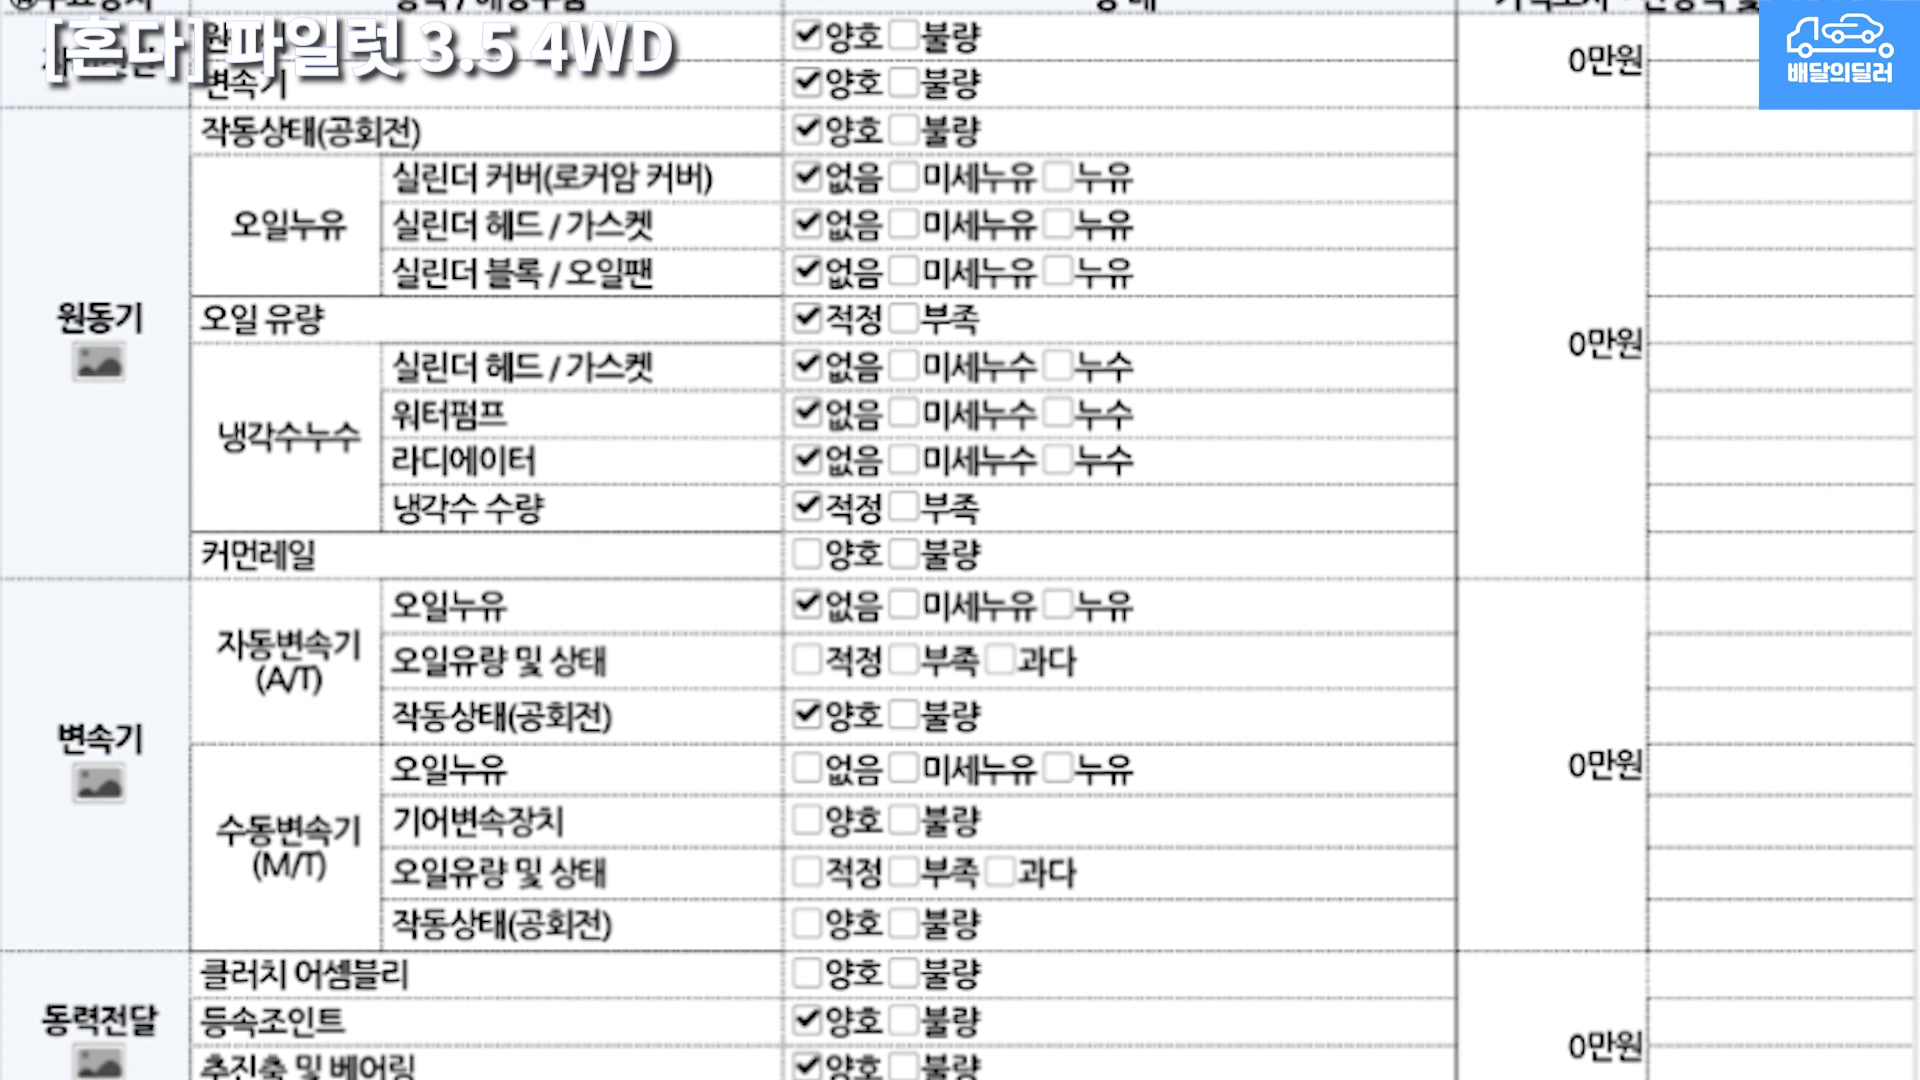 [혼다] 파일럿 3.5 4WD
배달의딜러
양호 불량
0만원
변속기 양호 불량
작동상태(공회전) 양호 불량
실린더 커버(로커암 커버) 없음 미세누유 누유
오일누유 실린더 헤드 / 가스켓 없음 미세누유 누유
실린더 블록 / 오일팬 없음 미세누유 누유
원동기 오일 유량 적정 부족
0만원
실린더 헤드 / 가스켓 없음 미세누수 누수
워터펌프 없음 미세누수 누수
냉각수누수
라디에이터 없음 미세누수 누수
냉각수 수량 적정 부족
커먼레일 양호 불량
오일누유 없음 미세누유 누유
자동변속기
(A/T)
오일유량 및 상태 적정 부족 과다
작동상태(공회전) 양호 불량
변속기
오일누유 없음 미세누유 누유
0만원
수동변속기
(M/T)
기어변속장치 양호 불량
오일유량 및 상태 적정 부족 과다
작동상태(공회전) 양호 불량
클러치 어셈블리 양호 불량
동력전달 등속조인트 양호 불량
0만원
추진축 및 베어링 양호 불량